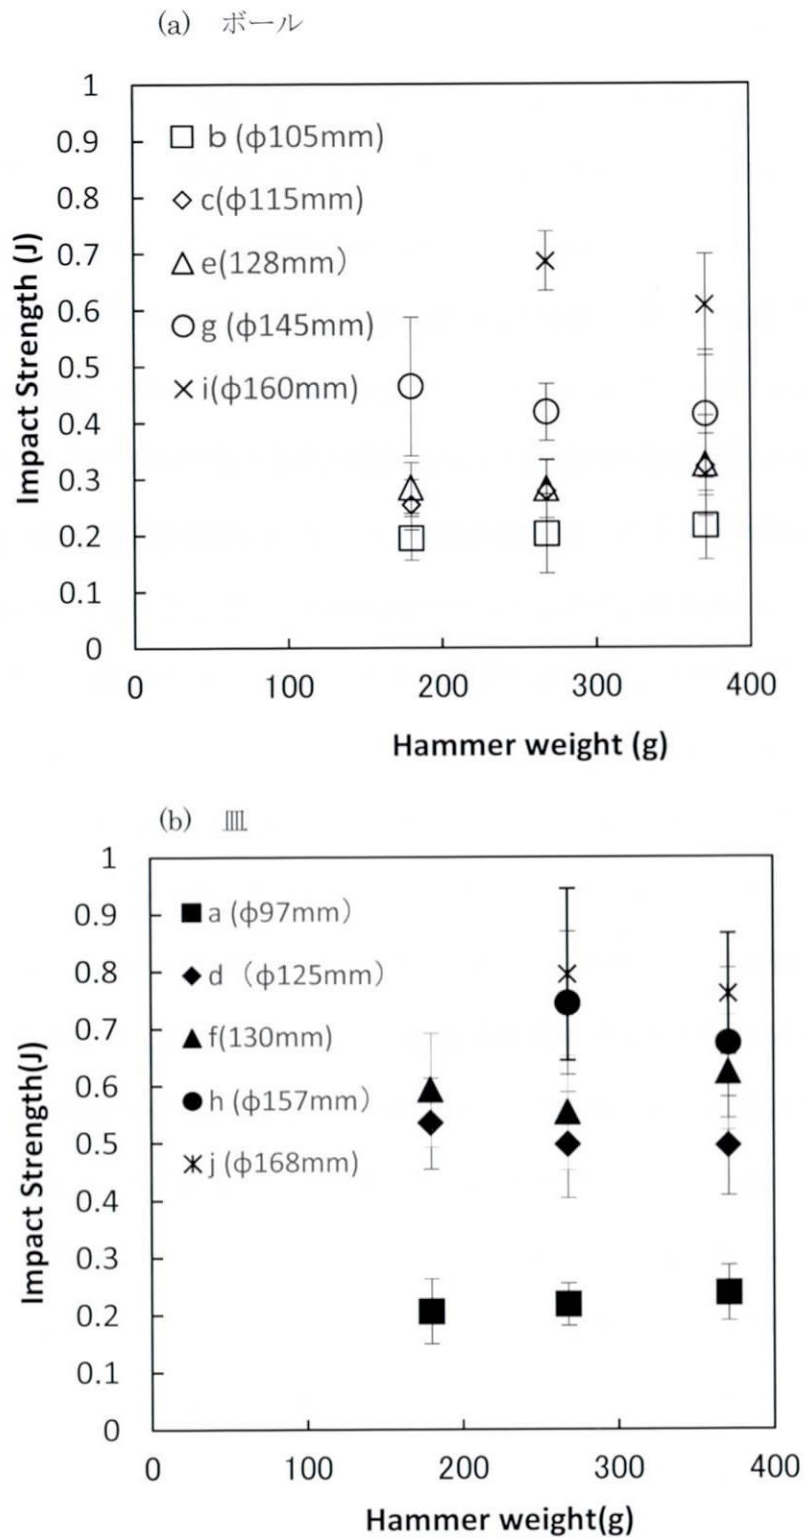 (a) ボール
1
0.9
0.8
0.7
0.6
0.5
0.4
0.3
0.2
0.1
0
Impact Strength (J)
b (ϕ105mm)
c(ϕ115mm)
e(128mm）
g (ϕ145mm)
i(ϕ160mm)
0 100 200 300 400
Hammer weight (g)
(b) 皿
1
0.9
0.8
0.7
0.6
0.5
0.4
0.3
0.2
0.1
0
Impact Strength(J)
a (ϕ97mm）
d （ϕ125mm）
f(130mm)
h (ϕ157mm）
j (ϕ168mm)
0 100 200 300 400
Hammer weight(g)